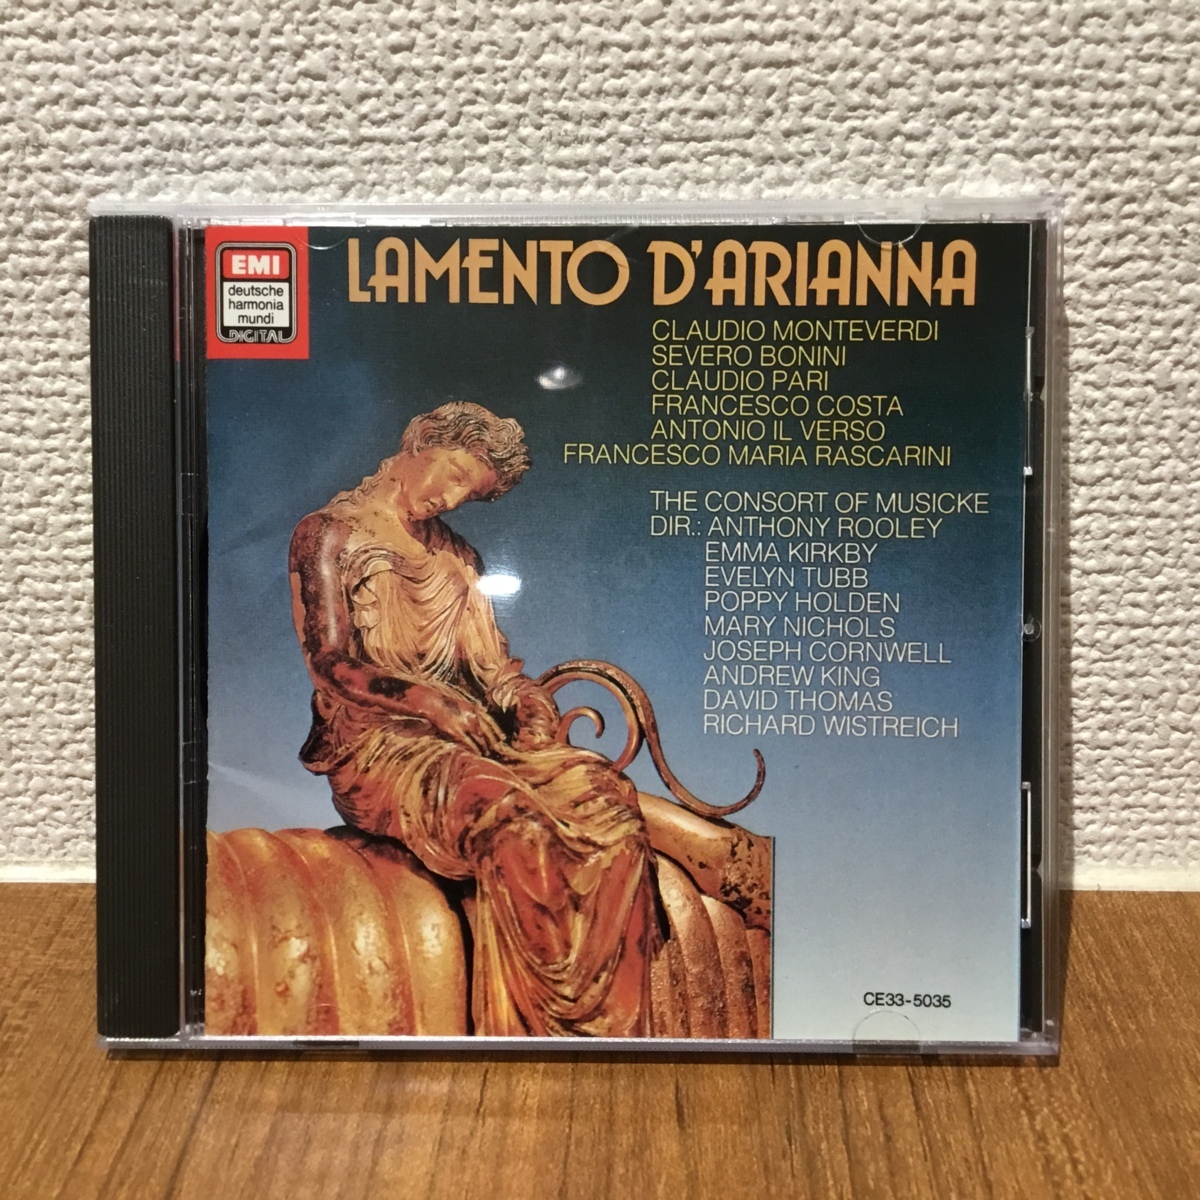 EMI
deutsche
harmonia
mundi
DIGITAL
LAMENTO D'ARIANNA
CLAUDIO MONTEVERDI
SEVERO BONINI
CLAUDIO PARI
FRANCESCO COSTA
ANTONIO IL VERSO
FRANCESCO MARIA RASCARINI
THE CONSORT OF MUSICKE
DIR.: ANTHONY ROOLEY
EMMA KIRKBY
EVELYN TUBB
POPPY HOLDEN
MARY NICHOLS
JOSEPH CORNWELL
ANDREW KING
DAVID THOMAS
RICHARD WISTREICH
CE33-5035